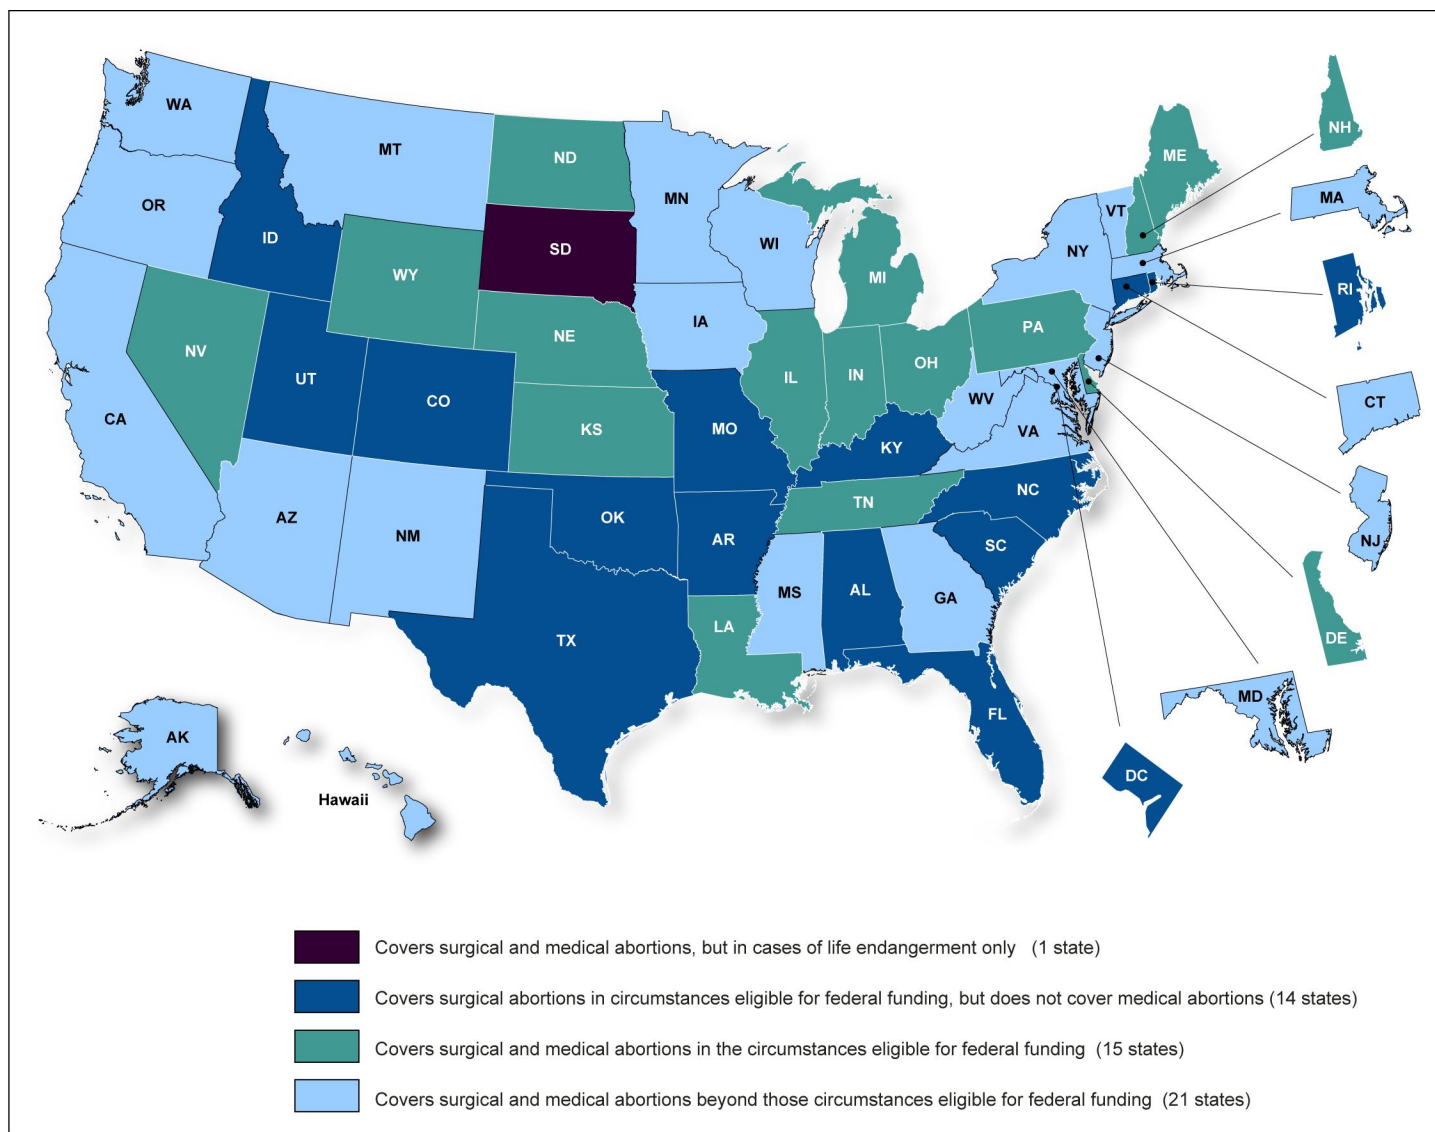 WA
MT
ND
MN
OR
ID
SD
WI
WY
MI
IA
NE
NV
UT
CO
CA
KS
MO
IL
IN
OH
PA
NY
VT
ME
NH
MA
RI
CT
NJ
DE
MD
DC
WV
VA
KY
NC
TN
SC
AZ
NM
OK
AR
MS
AL
GA
LA
TX
FL
AK
Hawaii
Covers surgical and medical abortions, but in cases of life endangerment only (1 state)
Covers surgical abortions in circumstances eligible for federal funding, but does not cover medical abortions (14 states)
Covers surgical and medical abortions in the circumstances eligible for federal funding (15 states)
Covers surgical and medical abortions beyond those circumstances eligible for federal funding (21 states)